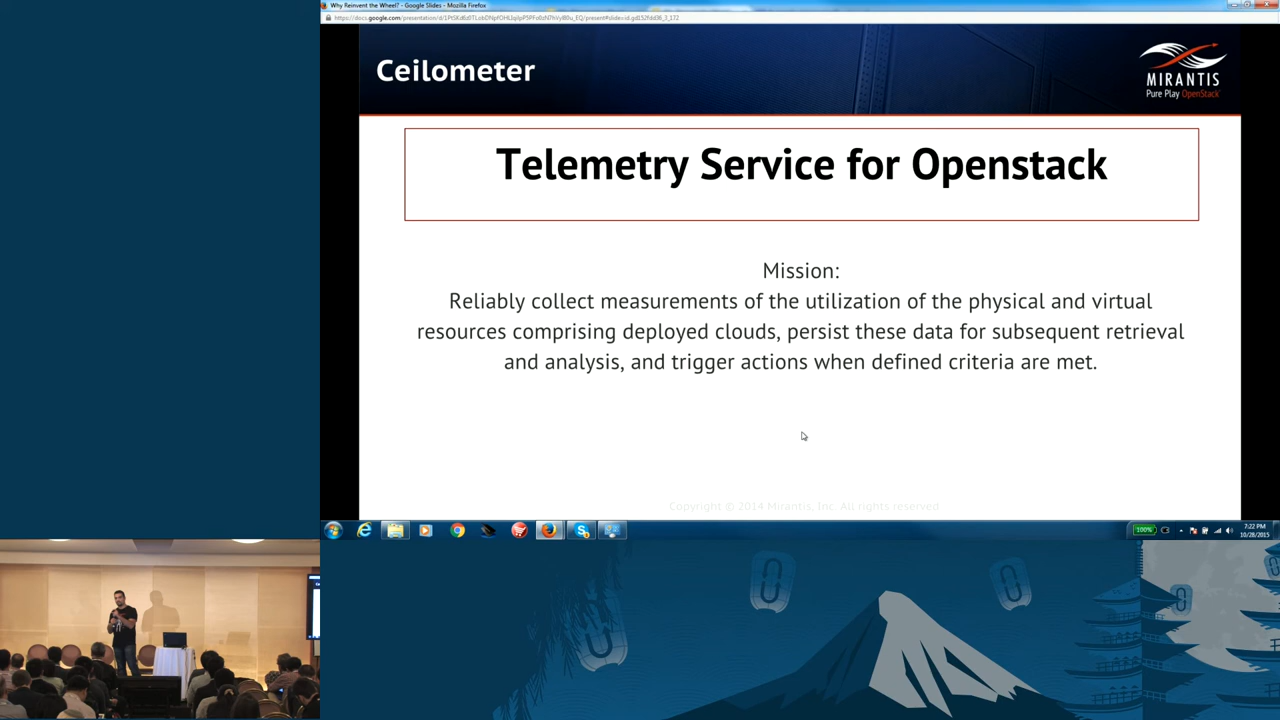 Why Reinvent the Wheel? - Google Slides - Mozilla Firefox
Ceilometer
MIRANTIS
Pure Play OpenStack
Telemetry Service for Openstack
Mission:
Reliably collect measurements of the utilization of the physical and virtual
resources comprising deployed clouds, persist these data for subsequent retrieval
and analysis, and trigger actions when defined criteria are met.
Copyright © 2014 Mirantis, Inc. All rights reserved
100%
7:22 PM
10/28/2015